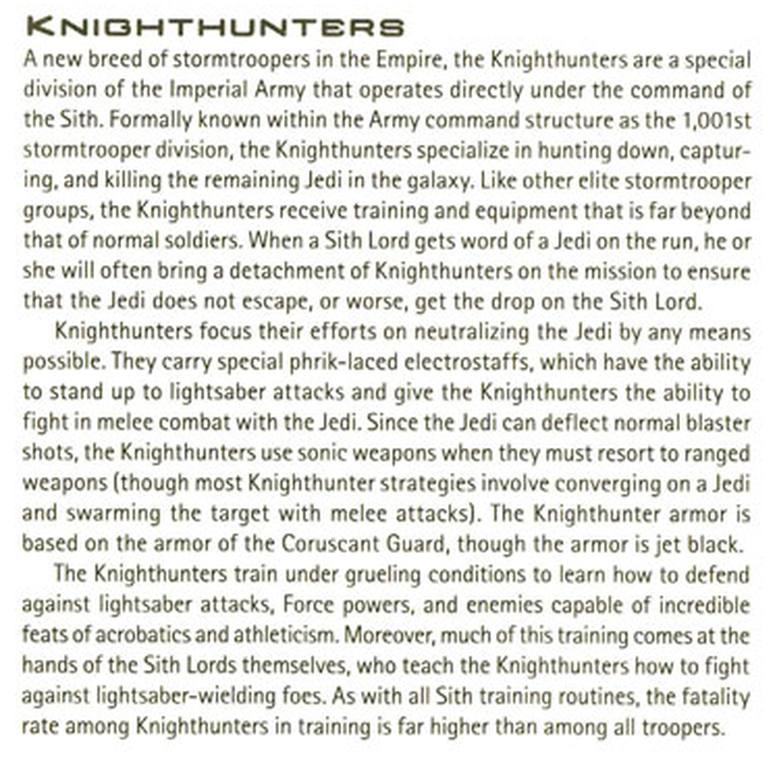 KNIGHTHUNTERS
A new breed of stormtroopers in the Empire, the Knighthunters are a special
division of the Imperial Army that operates directly under the command of
the Sith. Formally known within the Army command structure as the 1,001st
stormtrooper division, the Knighthunters specialize in hunting down, captur-
ing, and killing the remaining Jedi in the galaxy. Like other elite stormtrooper
groups, the Knighthunters receive training and equipment that is far beyond
that of normal soldiers. When a Sith Lord gets word of a Jedi on the run, he or
she will often bring a detachment of Knighthunters on the mission to ensure
that the Jedi does not escape, or worse, get the drop on the Sith Lord.
Knighthunters focus their efforts on neutralizing the Jedi by any means
possible. They carry special phrik-laced electrostaffs, which have the ability
to stand up to lightsaber attacks and give the Knighthunters the ability to
fight in melee combat with the Jedi. Since the Jedi can deflect normal blaster
shots, the Knighthunters use sonic weapons when they must resort to ranged
weapons (though most Knighthunter strategies involve converging on a Jedi
and swarming the target with melee attacks). The Knighthunter armor is
based on the armor of the Coruscant Guard, though the armor is jet black.
The Knighthunters train under grueling conditions to learn how to defend
against lightsaber attacks, Force powers, and enemies capable of incredible
feats of acrobatics and athleticism. Moreover, much of this training comes at the
hands of the Sith Lords themselves, who teach the Knighthunters how to fight
against lightsaber-wielding foes. As with all Sith training routines, the fatality
rate among Knighthunters in training is far higher than among all troopers.